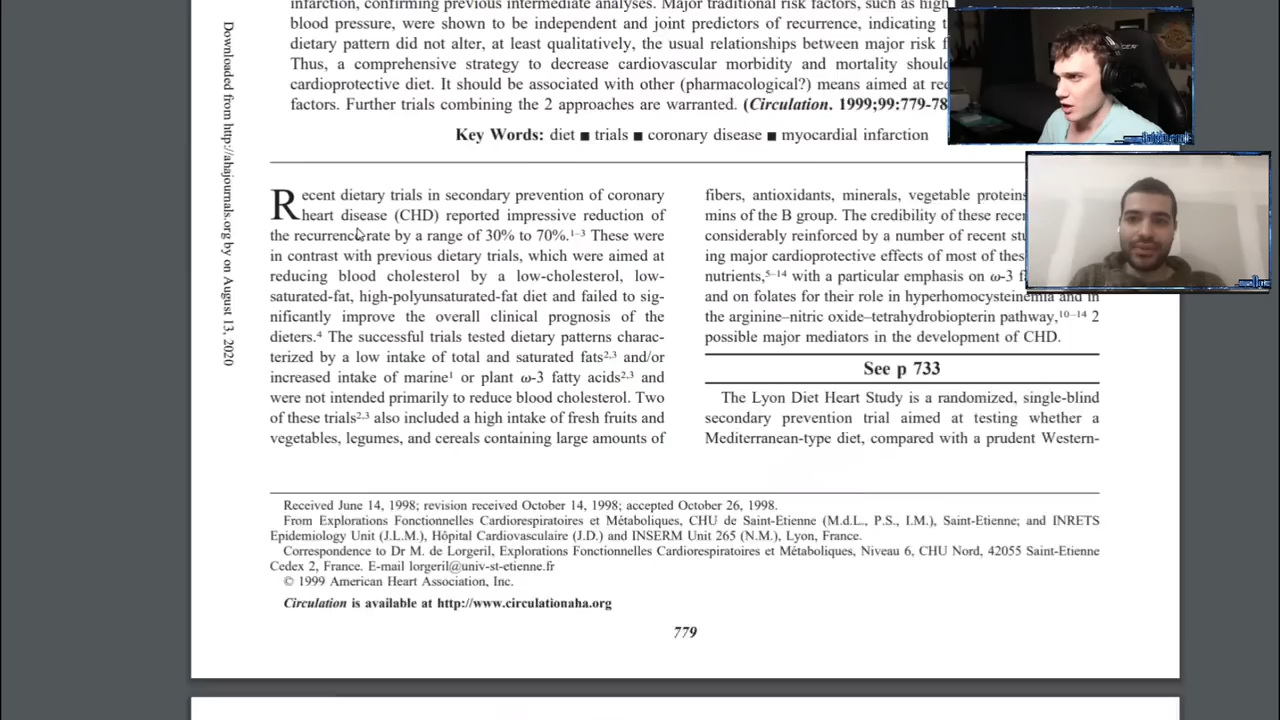 infarction, confirming previous intermediate analyses. Major traditional risk factors, such as high
blood pressure, were shown to be independent and joint predictors of recurrence, indicating t
dietary pattern did not alter, at least qualitatively, the usual relationships between major risk f
Thus, a comprehensive strategy to decrease cardiovascular morbidity and mortality shoul
cardioprotective diet. It should be associated with other (pharmacological?) means aimed at rec
factors. Further trials combining the 2 approaches are warranted. (Circulation. 1999;99:779-78
Key Words: diet ■ trials ■ coronary disease ■ myocardial infarction
Recent dietary trials in secondary prevention of coronary
heart disease (CHD) reported impressive reduction of
the recurrence rate by a range of 30% to 70%.1–3 These were
in contrast with previous dietary trials, which were aimed at
reducing blood cholesterol by a low-cholesterol, low-
saturated-fat, high-polyunsaturated-fat diet and failed to sig-
nificantly improve the overall clinical prognosis of the
dieters.4 The successful trials tested dietary patterns charac-
terized by a low intake of total and saturated fats2,3 and/or
increased intake of marine1 or plant ω-3 fatty acids2,3 and
were not intended primarily to reduce blood cholesterol. Two
of these trials2,3 also included a high intake of fresh fruits and
vegetables, legumes, and cereals containing large amounts of
fibers, antioxidants, minerals, vegetable proteins
mins of the B group. The credibility of these recen
considerably reinforced by a number of recent stu
ing major cardioprotective effects of most of thes
nutrients,5–14 with a particular emphasis on ω-3 f
and on folates for their role in hyperhomocysteinemia and in
the arginine–nitric oxide–tetrahydrobiopterin pathway,10–14 2
possible major mediators in the development of CHD.
See p 733
The Lyon Diet Heart Study is a randomized, single-blind
secondary prevention trial aimed at testing whether a
Mediterranean-type diet, compared with a prudent Western-
Received June 14, 1998; revision received October 14, 1998; accepted October 26, 1998.
From Explorations Fonctionnelles Cardiorespiratoires et Métaboliques, CHU de Saint-Etienne (M.d.L., P.S., I.M.), Saint-Etienne; and INRETS
Epidemiology Unit (J.L.M.), Hôpital Cardiovasculaire (J.D.) and INSERM Unit 265 (N.M.), Lyon, France.
Correspondence to Dr M. de Lorgeril, Explorations Fonctionnelles Cardiorespiratoires et Métaboliques, Niveau 6, CHU Nord, 42055 Saint-Etienne
Cedex 2, France. E-mail lorgeril@univ-st-etienne.fr
© 1999 American Heart Association, Inc.
Circulation is available at http://www.circulationaha.org
779
Downloaded from http://ahajournals.org by on August 13, 2020